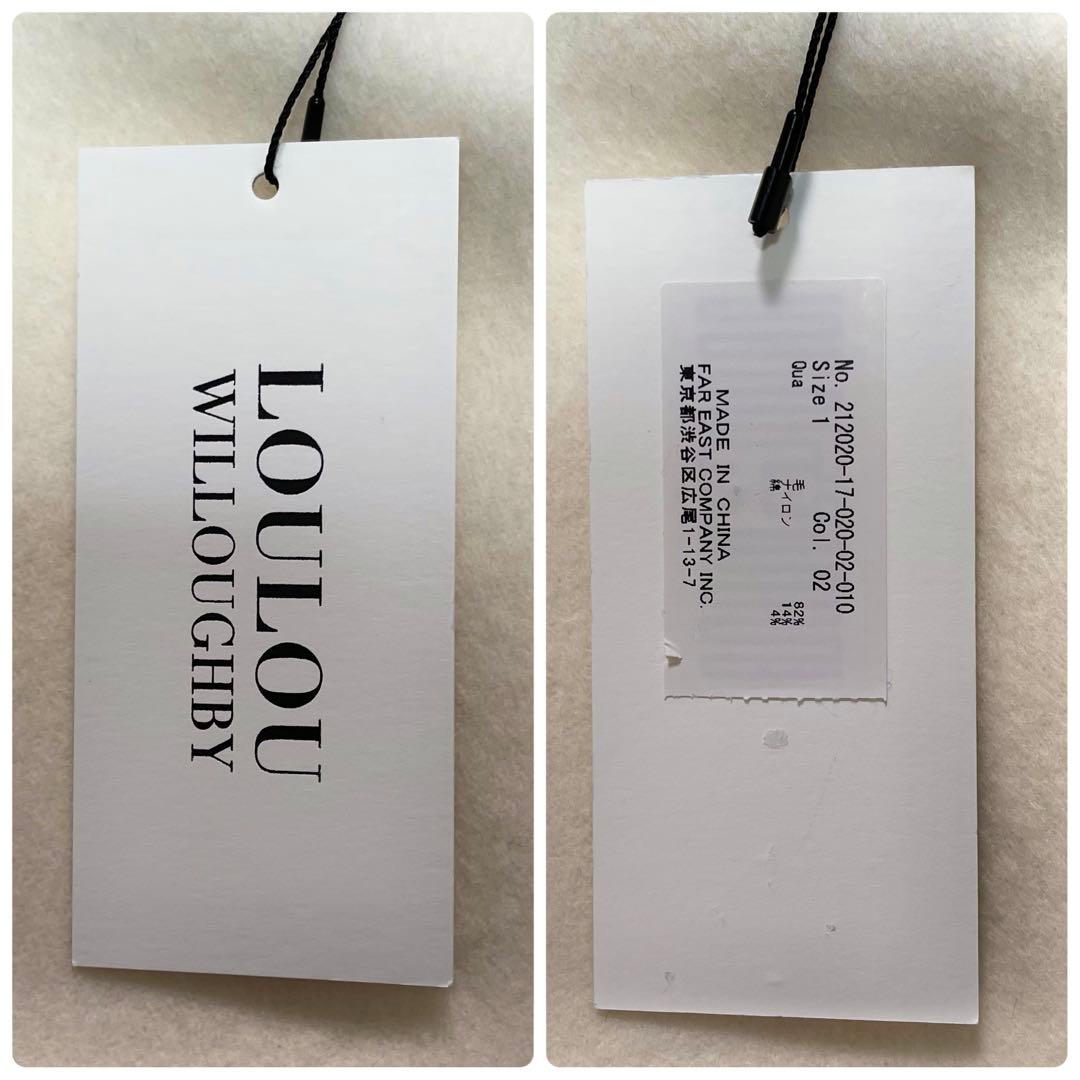 LOULOU
WILLOUGHBY
No. 212020-17-020-02-010
Size 1 Col. 02
Qua 毛 82%
ナイロン 14%
綿 4%
MADE IN CHINA
FAR EAST COMPANY INC.
東京都渋谷区広尾1-13-7